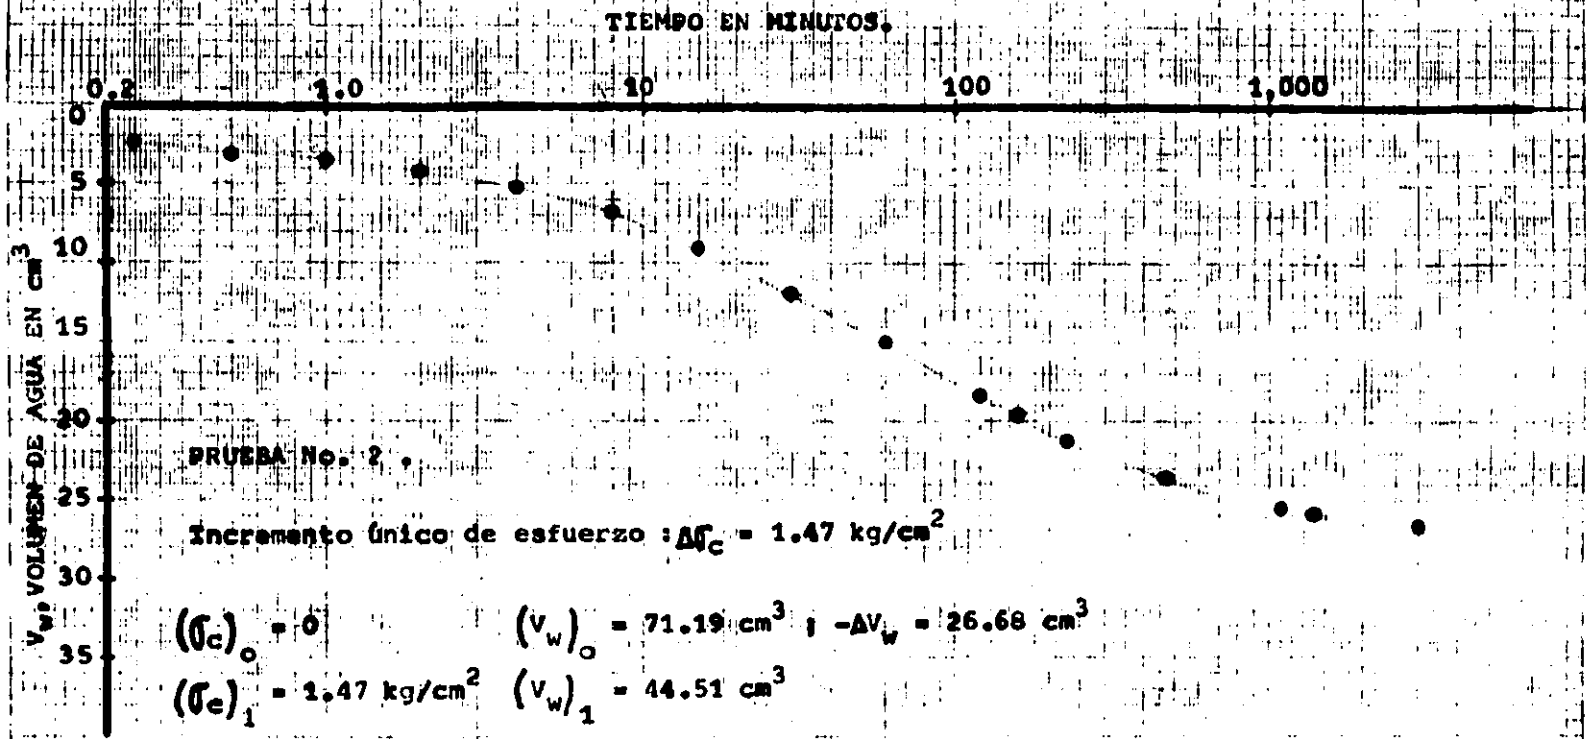 TIEMPO EN MINUTOS.
0.2 1.0 10 100 1,000
0
5
10
15
20
25
30
35
V_w, VOLUMEN DE AGUA EN cm³
PRUEBA No. 2 .
Incremento único de esfuerzo : Δσ_c = 1.47 kg/cm²
(σ_c)_o = 0 (V_w)_o = 71.19 cm³ ; -ΔV_w = 26.68 cm³
(σ_c)_1 = 1.47 kg/cm² (V_w)_1 = 44.51 cm³